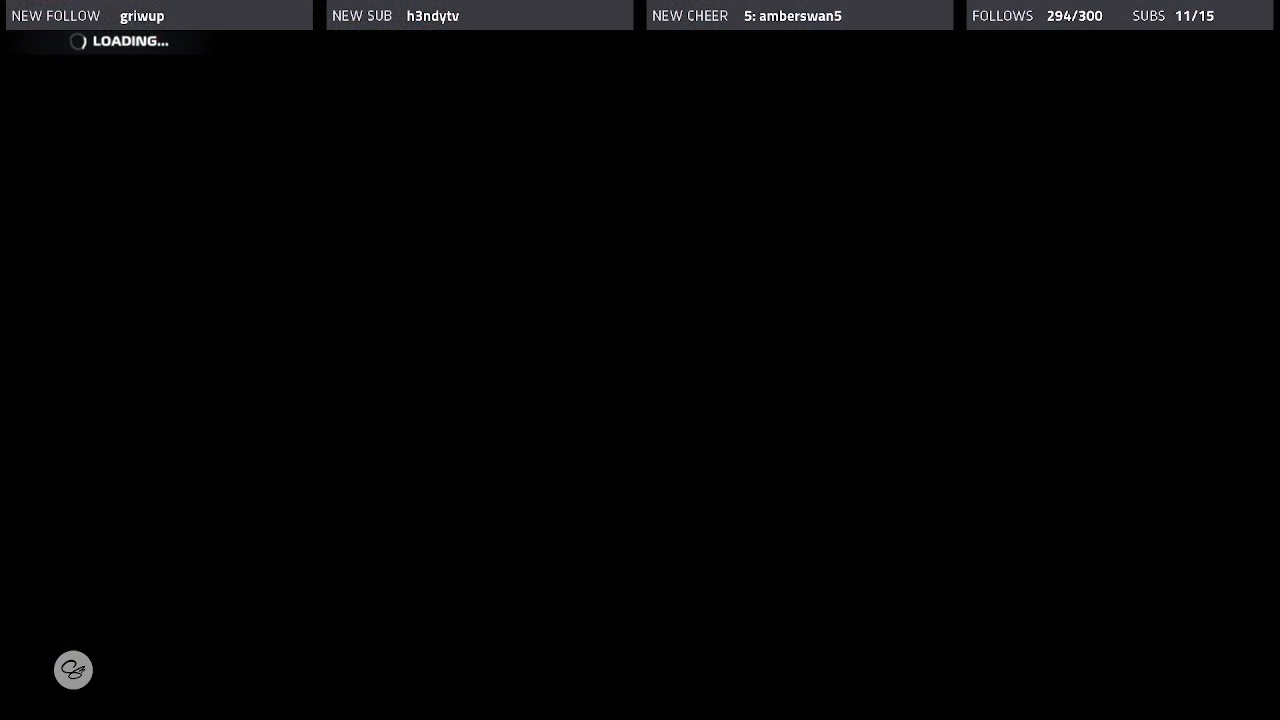 NEW FOLLOW griwup NEW SUB h3ndytv NEW CHEER 5: amberswan5 FOLLOWS 294/300 SUBS 11/15
LOADING...